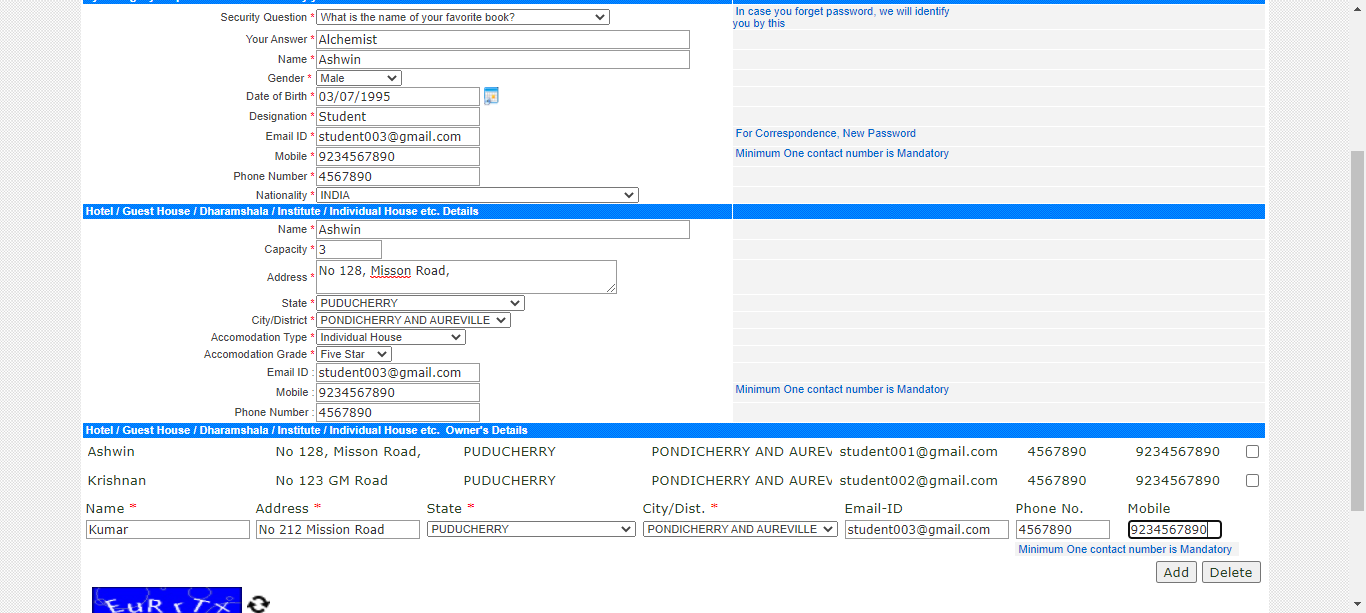 Security Question * What is the name of your favorite book? In case you forget password, we will identify you by this
Your Answer * Alchemist
Name * Ashwin
Gender * Male
Date of Birth * 03/07/1995
Designation * Student
Email ID * student003@gmail.com For Correspondence, New Password
Mobile * 9234567890 Minimum One contact number is Mandatory
Phone Number * 4567890
Nationality * INDIA
Hotel / Guest House / Dharamshala / Institute / Individual House etc. Details
Name * Ashwin
Capacity * 3
Address * No 128, Misson Road,
State * PUDUCHERRY
City/District * PONDICHERRY AND AUREVILLE
Accomodation Type * Individual House
Accomodation Grade * Five Star
Email ID : student003@gmail.com
Mobile : 9234567890 Minimum One contact number is Mandatory
Phone Number : 4567890
Hotel / Guest House / Dharamshala / Institute / Individual House etc. Owner's Details
Ashwin No 128, Misson Road, PUDUCHERRY PONDICHERRY AND AUREV student001@gmail.com 4567890 9234567890
Krishnan No 123 GM Road PUDUCHERRY PONDICHERRY AND AUREV student002@gmail.com 4567890 9234567890
Name * Address * State * City/Dist. * Email-ID Phone No. Mobile
Kumar No 212 Mission Road PUDUCHERRY PONDICHERRY AND AUREVILLE student003@gmail.com 4567890 9234567890
Minimum One contact number is Mandatory
Add Delete